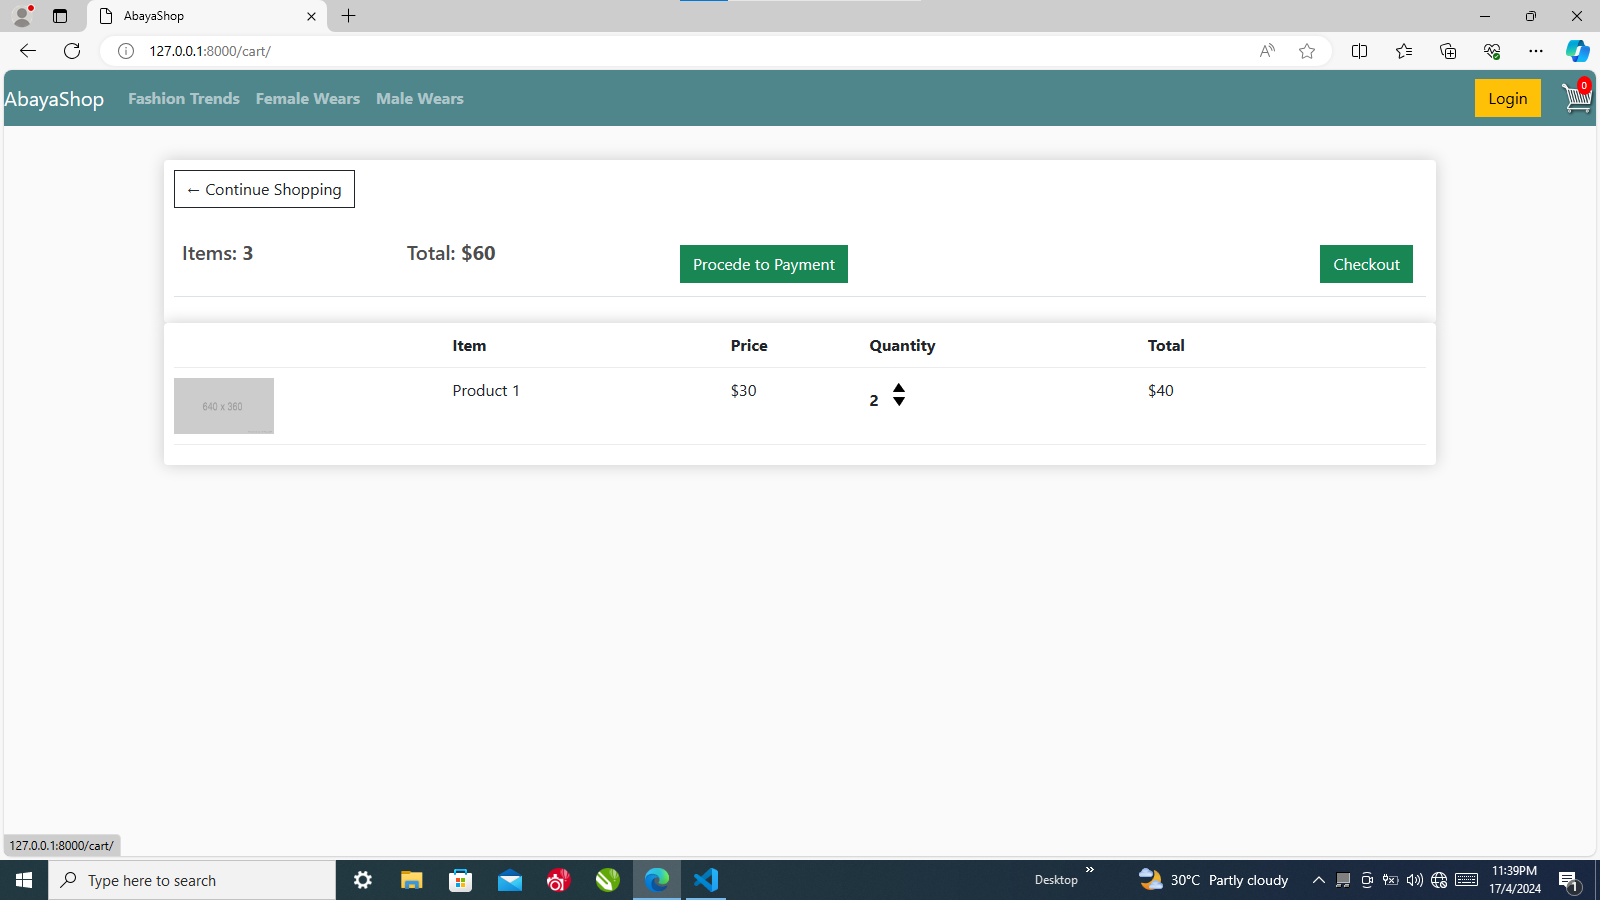 AbayaShop
127.0.0.1:8000/cart/
AbayaShop Fashion Trends Female Wears Male Wears Login 0
← Continue Shopping
Items: 3 Total: $60 Procede to Payment Checkout
Item Price Quantity Total
640 x 360 Product 1 $30 2 $40
127.0.0.1:8000/cart/
Type here to search Desktop 30°C Partly cloudy 11:39PM
17/4/2024 1